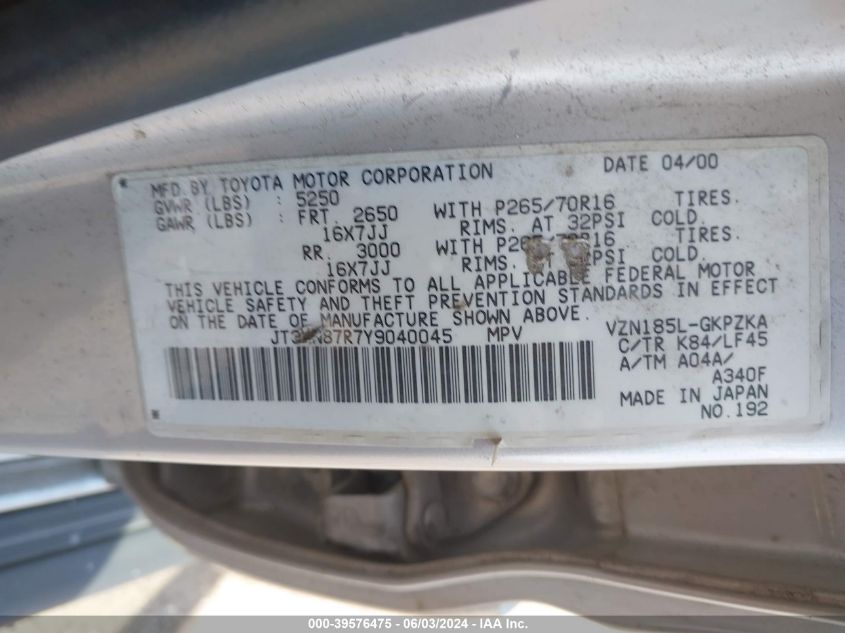 MFD BY TOYOTA MOTOR CORPORATION DATE 04/00
GVWR (LBS) : 5250
GAWR (LBS) : FRT. 2650 WITH P265/70R16 TIRES.
16X7JJ RIMS. AT 32PSI COLD.
RR. 3000 WITH TIRES.
16X7JJ RIMS. COLD.
THIS VEHICLE CONFORMS TO ALL APPLICABLE FEDERAL MOTOR
VEHICLE SAFETY AND THEFT PREVENTION STANDARDS IN EFFECT
ON THE DATE OF MANUFACTURE SHOWN ABOVE.
MPV VZN185L-GKPZKA
C/TR K84/LF45
A/TM A04A/
A340F
MADE IN JAPAN
NO.192
000-39576475 - 06/03/2024 - IAA Inc.